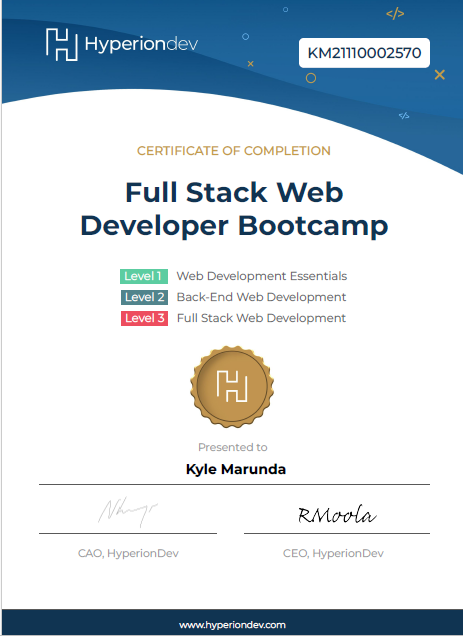 Hyperiondev
KM21110002570
</>
</>
CERTIFICATE OF COMPLETION
Full Stack Web
Developer Bootcamp
Level 1 Web Development Essentials
Level 2 Back-End Web Development
Level 3 Full Stack Web Development
Presented to
Kyle Marunda
RMoola
CAO, HyperionDev
CEO, HyperionDev
www.hyperiondev.com